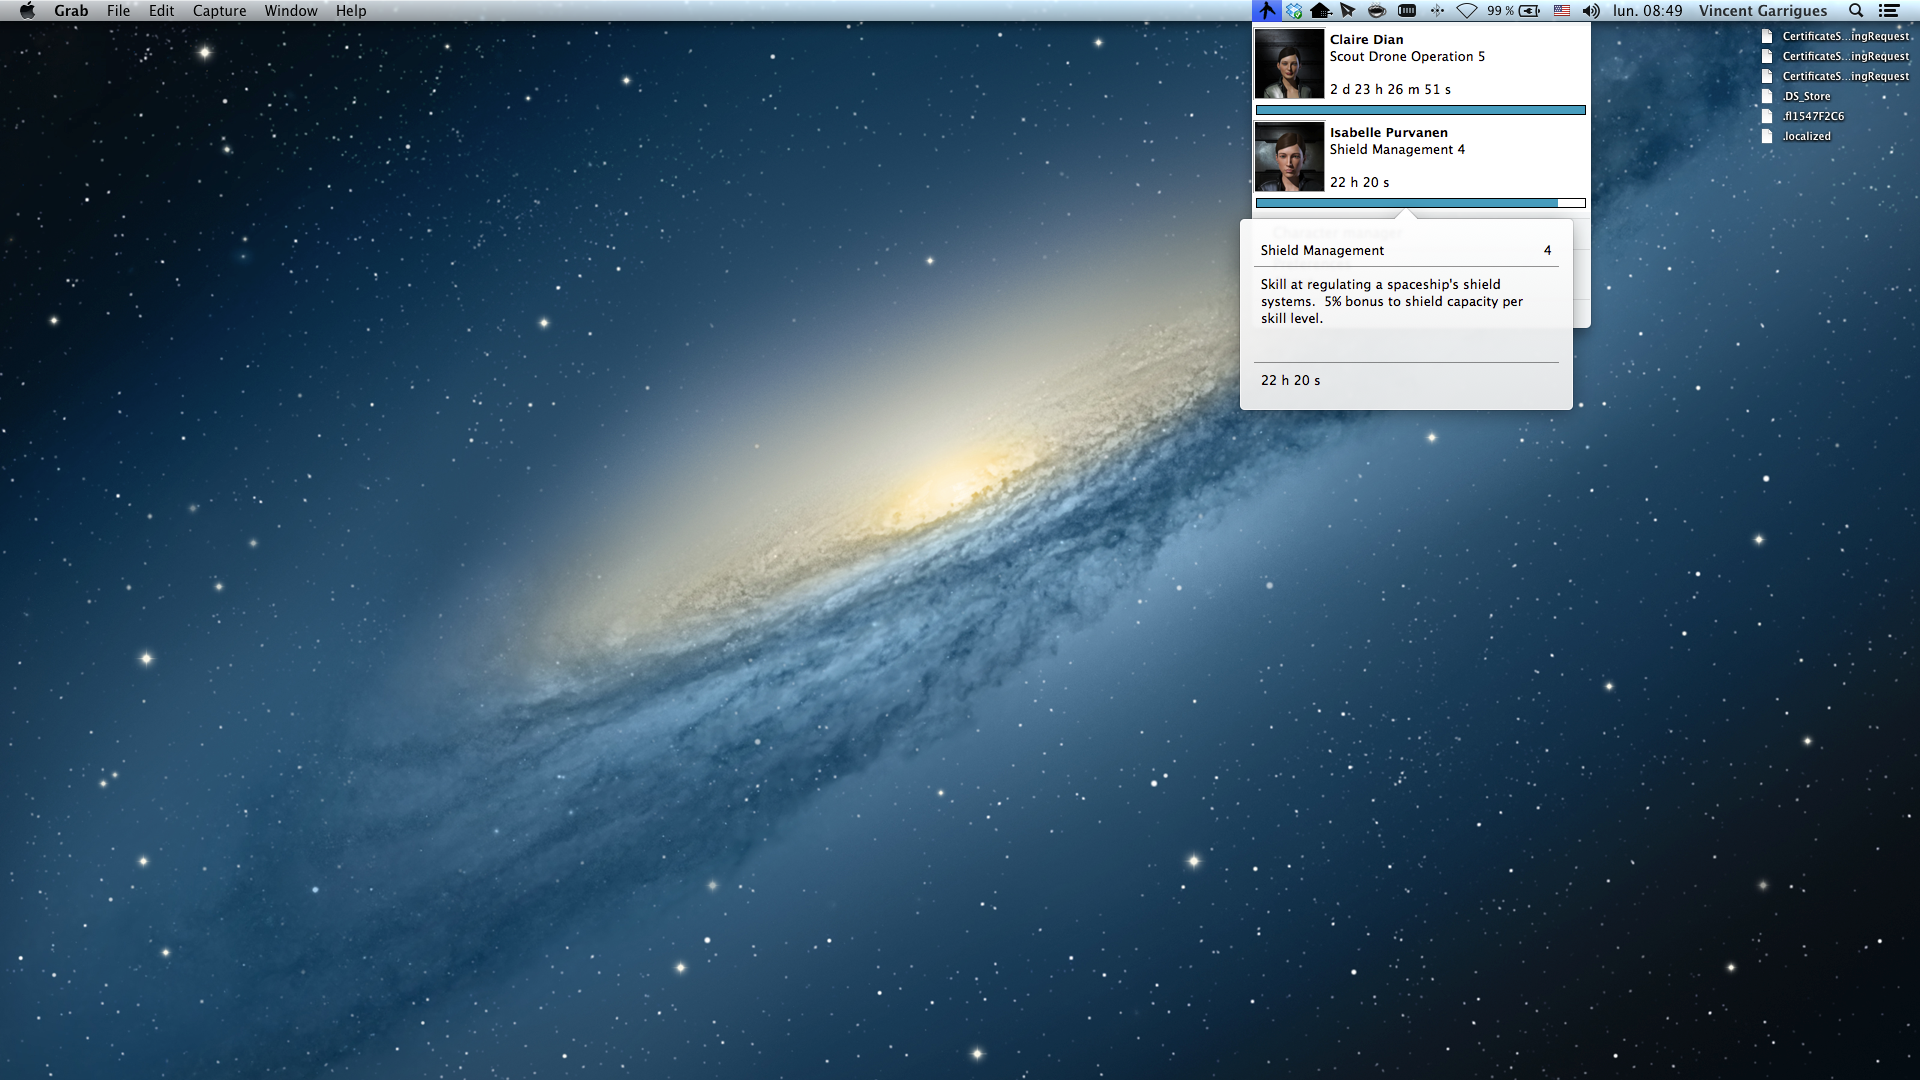 Grab File Edit Capture Window Help 99 % lun. 08:49 Vincent Garrigues
Claire Dian
Scout Drone Operation 5
2 d 23 h 26 m 51 s
Isabelle Purvanen
Shield Management 4
22 h 20 s
Character manager
Shield Management 4
Skill at regulating a spaceship's shield
systems.  5% bonus to shield capacity per
skill level.
22 h 20 s
CertificateS...ingRequest
CertificateS...ingRequest
CertificateS...ingRequest
.DS_Store
.fl1547F2C6
.localized